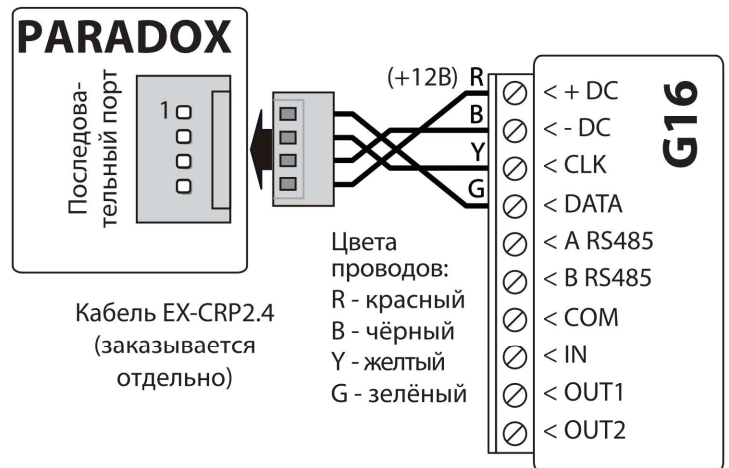 PARADOX
Последова-
тельный порт
1
(+12В) R
B
Y
G
< + DC
< - DC
< CLK
< DATA
< A RS485
< B RS485
< COM
< IN
< OUT1
< OUT2
G16
Цвета
проводов:
R - красный
B - чёрный
Y - желтый
G - зелёный
Кабель EX-CRP2.4
(заказывается
отдельно)